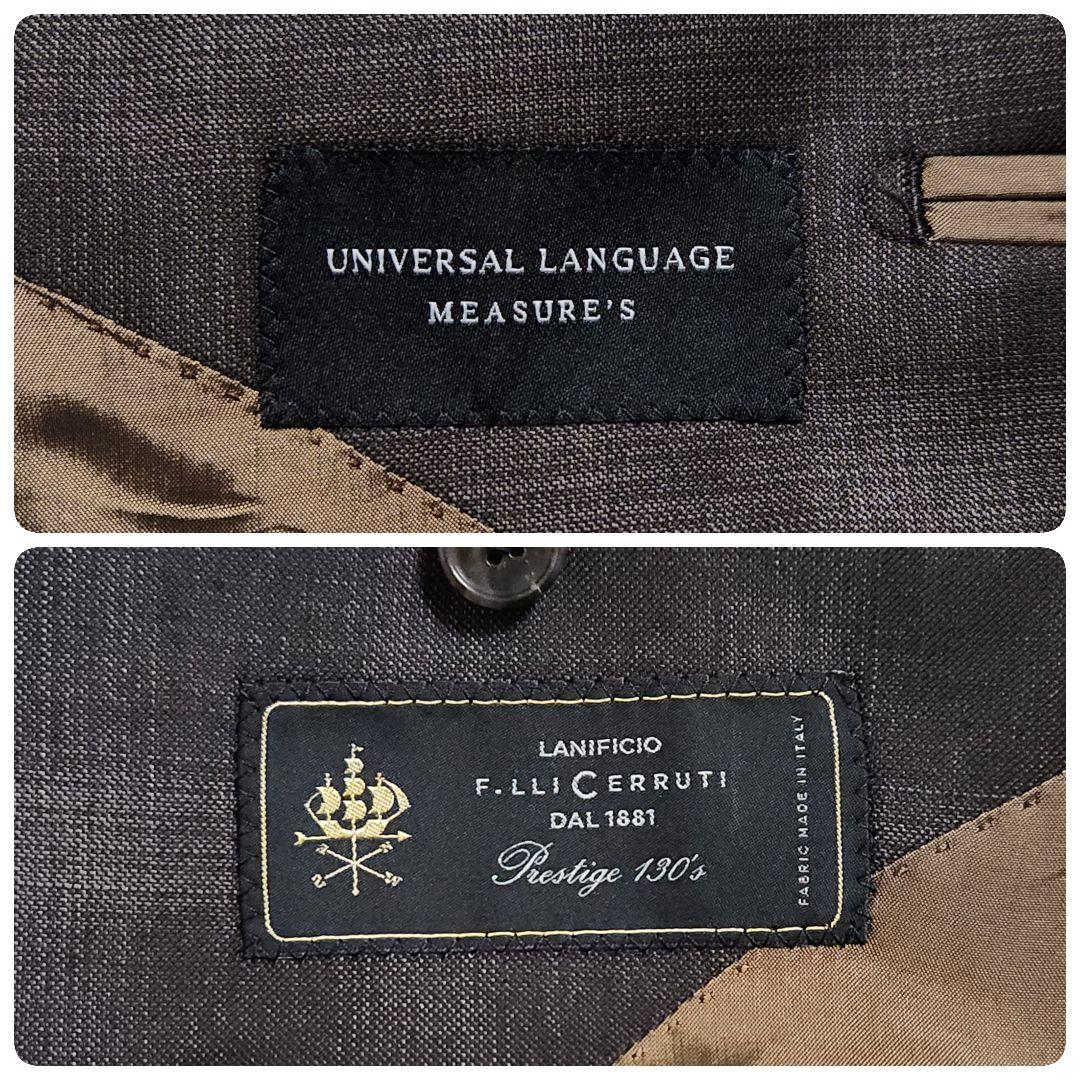 UNIVERSAL LANGUAGE
MEASURE'S
LANIFICIO
F.LLI CERRUTI
DAL 1881
Prestige 130's
FABRIC MADE IN ITALY